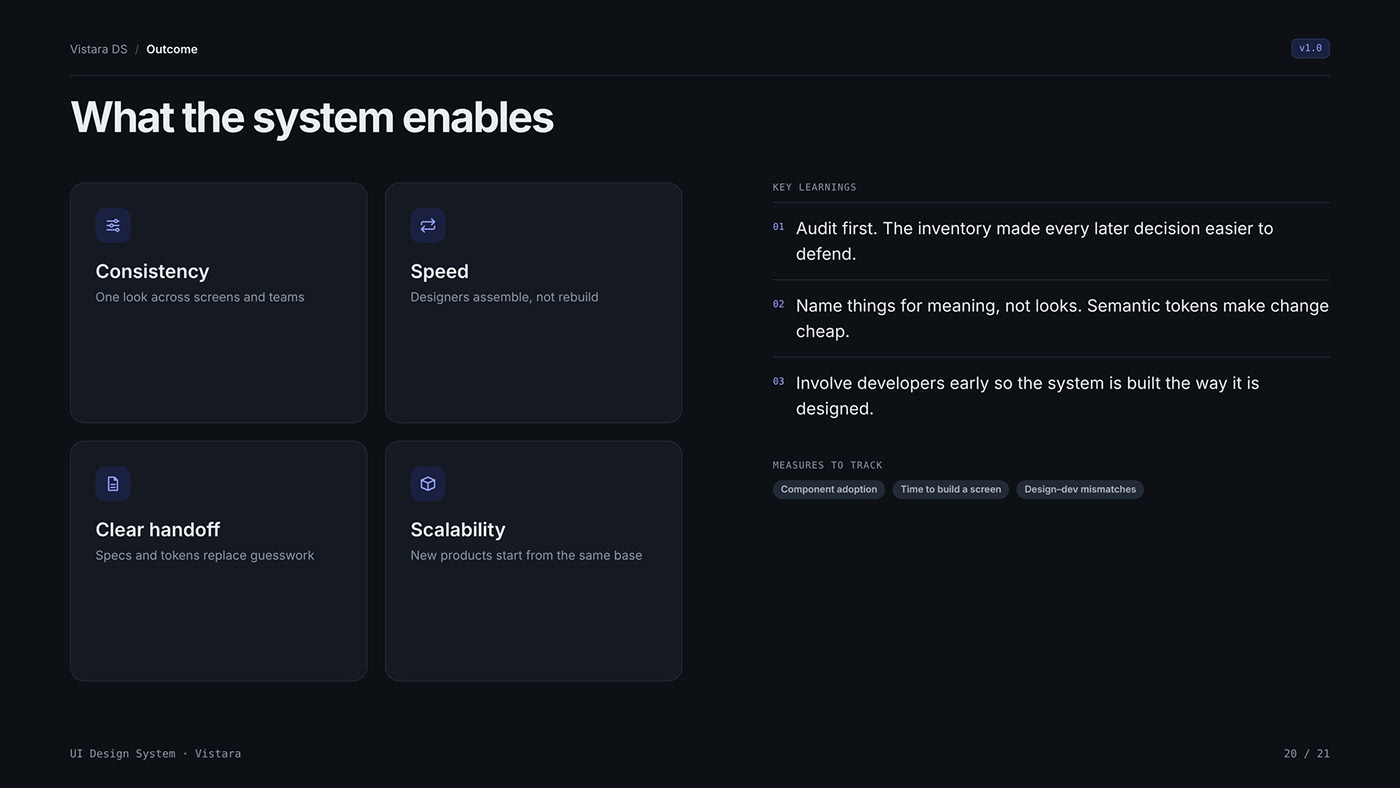 Vistara DS / Outcome
v1.0
What the system enables
Consistency
One look across screens and teams
Speed
Designers assemble, not rebuild
Clear handoff
Specs and tokens replace guesswork
Scalability
New products start from the same base
KEY LEARNINGS
01 Audit first. The inventory made every later decision easier to
defend.
02 Name things for meaning, not looks. Semantic tokens make change
cheap.
03 Involve developers early so the system is built the way it is
designed.
MEASURES TO TRACK
Component adoption
Time to build a screen
Design–dev mismatches
UI Design System · Vistara
20 / 21